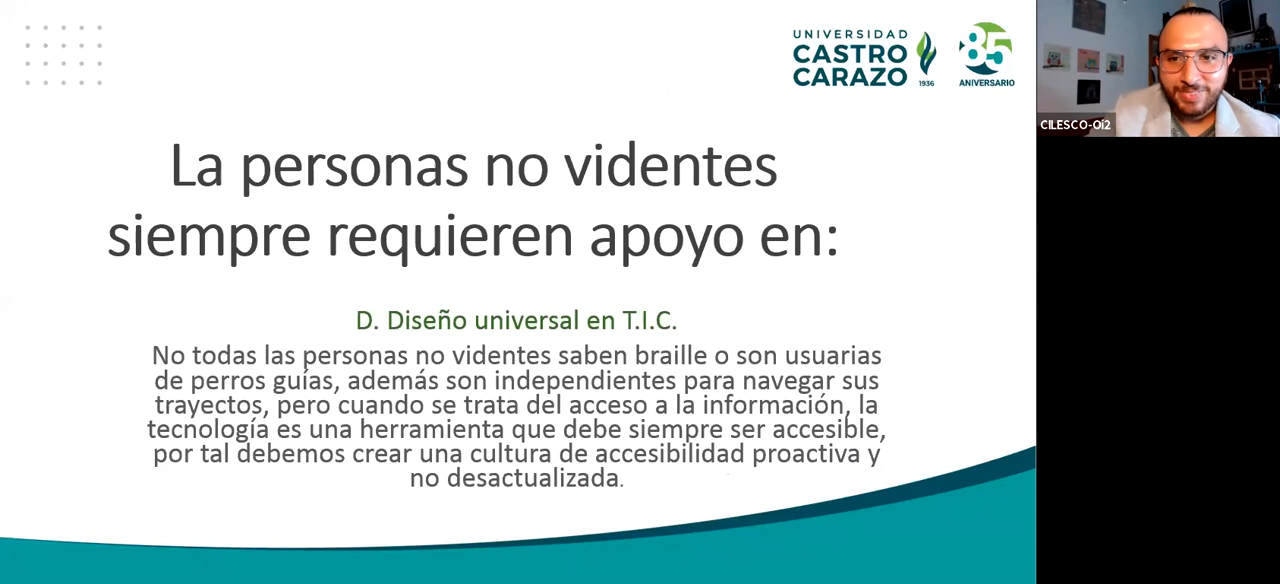 UNIVERSIDAD
CASTRO
CARAZO
1936
85
ANIVERSARIO
CILESCO-Oi2
La personas no videntes
siempre requieren apoyo en:
D. Diseño universal en T.I.C.
No todas las personas no videntes saben braille o son usuarias
de perros guías, además son independientes para navegar sus
trayectos, pero cuando se trata del acceso a la información, la
tecnología es una herramienta que debe siempre ser accesible,
por tal debemos crear una cultura de accesibilidad proactiva y
no desactualizada.